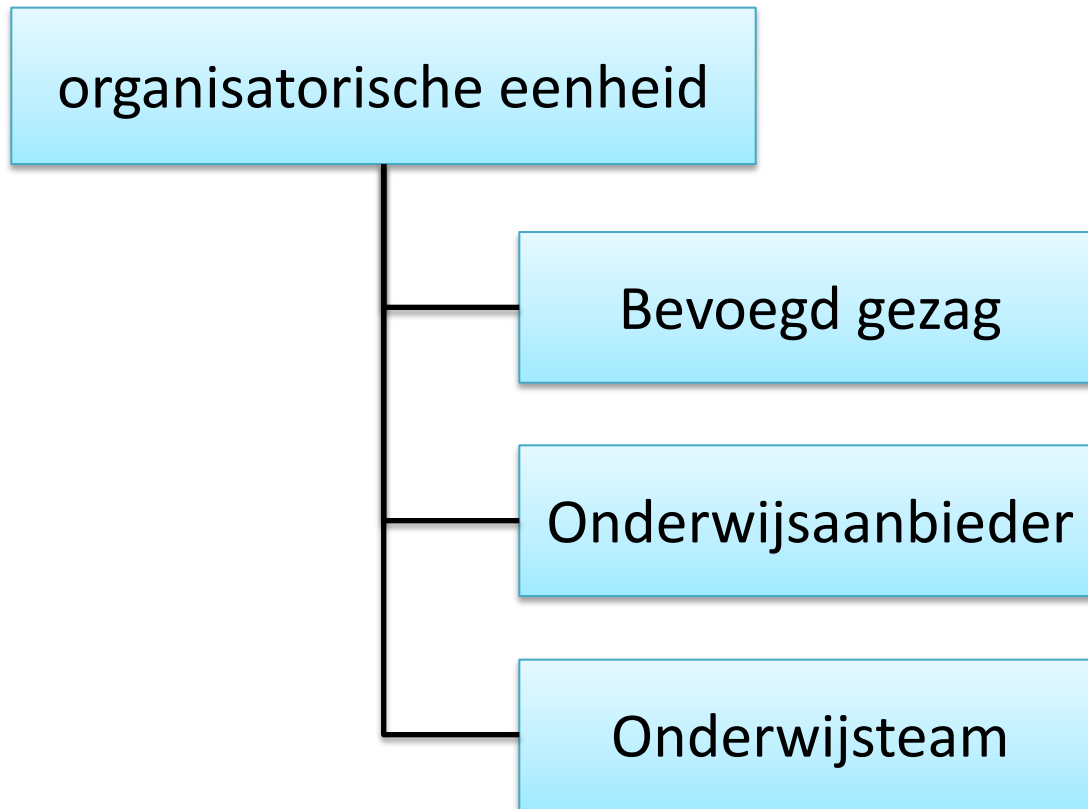 organisatorische eenheid
Bevoegd gezag
Onderwijsaanbieder
Onderwijsteam